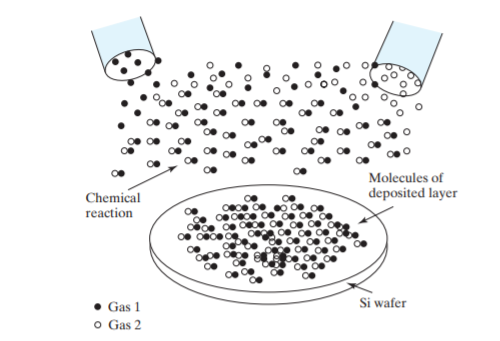 Chemical
reaction
Molecules of
deposited layer
Si wafer
Gas 1
Gas 2